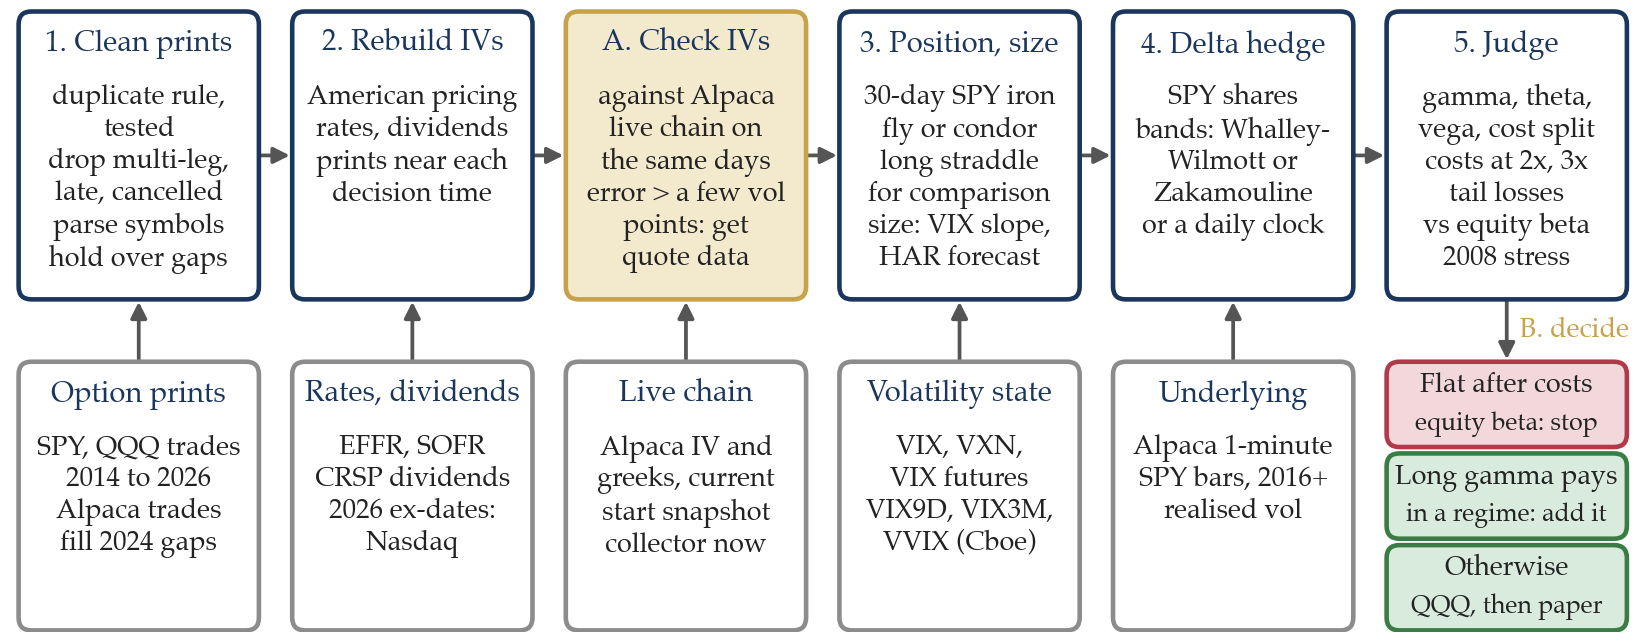 1. Clean prints
duplicate rule,
tested
drop multi-leg,
late, cancelled
parse symbols
hold over gaps
2. Rebuild IVs
American pricing
rates, dividends
prints near each
decision time
A. Check IVs
against Alpaca
live chain on
the same days
error > a few vol
points: get
quote data
3. Position, size
30-day SPY iron
fly or condor
long straddle
for comparison
size: VIX slope,
HAR forecast
4. Delta hedge
SPY shares
bands: Whalley-
Wilmott or
Zakamouline
or a daily clock
5. Judge
gamma, theta,
vega, cost split
costs at 2x, 3x
tail losses
vs equity beta
2008 stress
B. decide
Option prints
SPY, QQQ trades
2014 to 2026
Alpaca trades
fill 2024 gaps
Rates, dividends
EFFR, SOFR
CRSP dividends
2026 ex-dates:
Nasdaq
Live chain
Alpaca IV and
greeks, current
start snapshot
collector now
Volatility state
VIX, VXN,
VIX futures
VIX9D, VIX3M,
VVIX (Cboe)
Underlying
Alpaca 1-minute
SPY bars, 2016+
realised vol
Flat after costs
equity beta: stop
Long gamma pays
in a regime: add it
Otherwise
QQQ, then paper